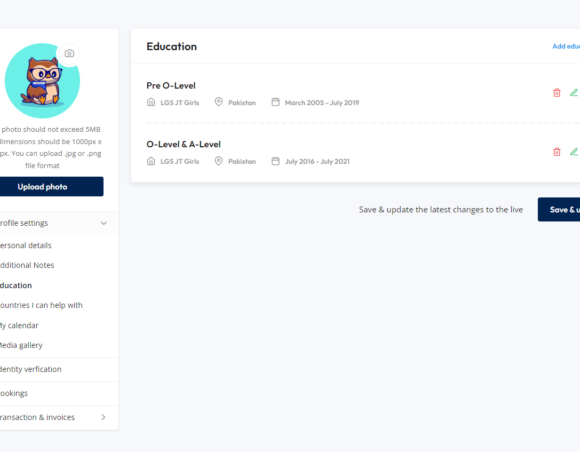 Education
Add educ
Pre O-Level
LGS JT Girls Pakistan March 2005 - July 2019
O-Level & A-Level
LGS JT Girls Pakistan July 2016 - July 2021
Save & update the latest changes to the live
Save & u
photo should not exceed 5MB
dimensions should be 1000px x
px. You can upload .jpg or .png
file format
Upload photo
rofile settings
ersonal details
dditional Notes
ducation
ountries I can help with
y calendar
edia gallery
dentity verfication
ookings
ransaction & invoices